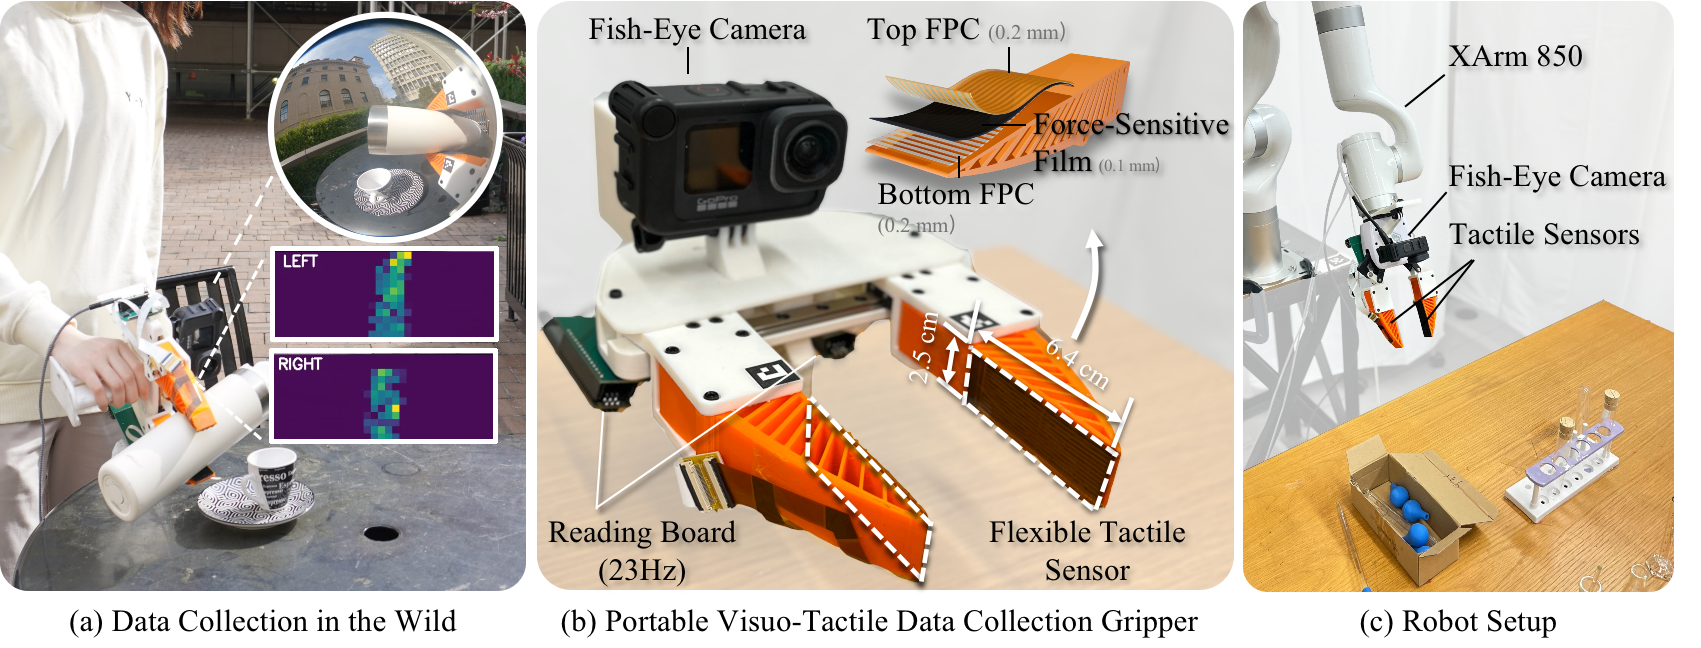 LEFT
RIGHT
(a) Data Collection in the Wild
Fish-Eye Camera
Top FPC (0.2 mm)
Force-Sensitive
Film (0.1 mm)
Bottom FPC
(0.2 mm)
GoPro
2.5 cm
6.4 cm
Reading Board
(23Hz)
Flexible Tactile
Sensor
(b) Portable Visuo-Tactile Data Collection Gripper
XArm 850
Fish-Eye Camera
Tactile Sensors
(c) Robot Setup